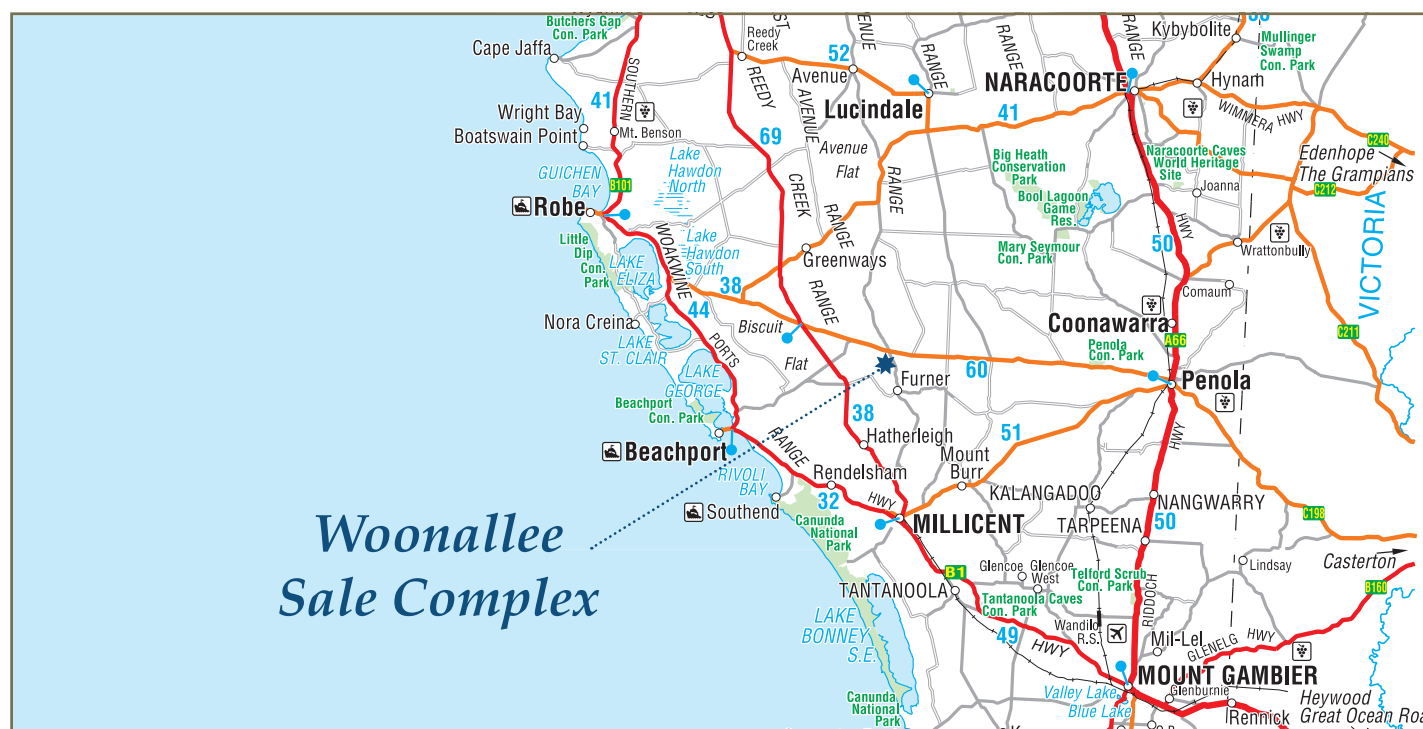 Butchers Gap
Con. Park
Cape Jaffa
Reedy
Creek
52
Avenue
Lucindale
NARACOORTE
Kybybolite
Mullinger
Swamp
Con. Park
Hynam
WIMMERA HWY
C240
Edenhope
The Grampians
C212
VICTORIA
SOUTHERN
41
Wright Bay
Boatswain Point
Mt. Benson
69
REEDY
CREEK
RANGE
AVENUE
RANGE
AVENUE
RANGE
RANGE
RANGE
RANGE
41
Avenue
Flat
Lake
Hawdon
North
GUICHEN
BAY
B101
Robe
Big Heath
Conservation
Park
Bool Lagoon
Game
Res.
Mary Seymour
Con. Park
Naracoorte Caves
World Heritage
Site
Joanna
HWY
50
Wrattonbully
Comaum
Little
Dip
Con.
Park
LAKE
ELIZA
WOAKWINE
Lake
Hawdon
South
38
Greenways
44
PORTS
Nora Creina
LAKE
ST. CLAIR
Biscuit
Flat
Coonawarra
A66
C211
Penola
Con. Park
Penola
LAKE
GEORGE
Furner
60
Beachport
Con. Park
Beachport
RANGE
38
Hatherleigh
51
Mount
Burr
HWY
RIVOLI
BAY
Rendelsham
32
HWY
Southend
Canunda
National
Park
MILLICENT
KALANGADOO
NANGWARRY
TARPEENA
50
C198
Woonallee
Sale Complex
B1
Glencoe
Glencoe
West
Telford Scrub
Con. Park
Lindsay
Casterton
B160
TANTANOOLA
Tantanoola Caves
Con. Park
RIDDOCH
LAKE
BONNEY
S.E.
49
HWY
Wandilo
R.S.
Mil-Lel
GLENELG HWY
MOUNT GAMBIER
Valley Lake
Blue Lake
Glenburnie
Rennick
Heywood
Great Ocean Roa
Canunda
National
Park